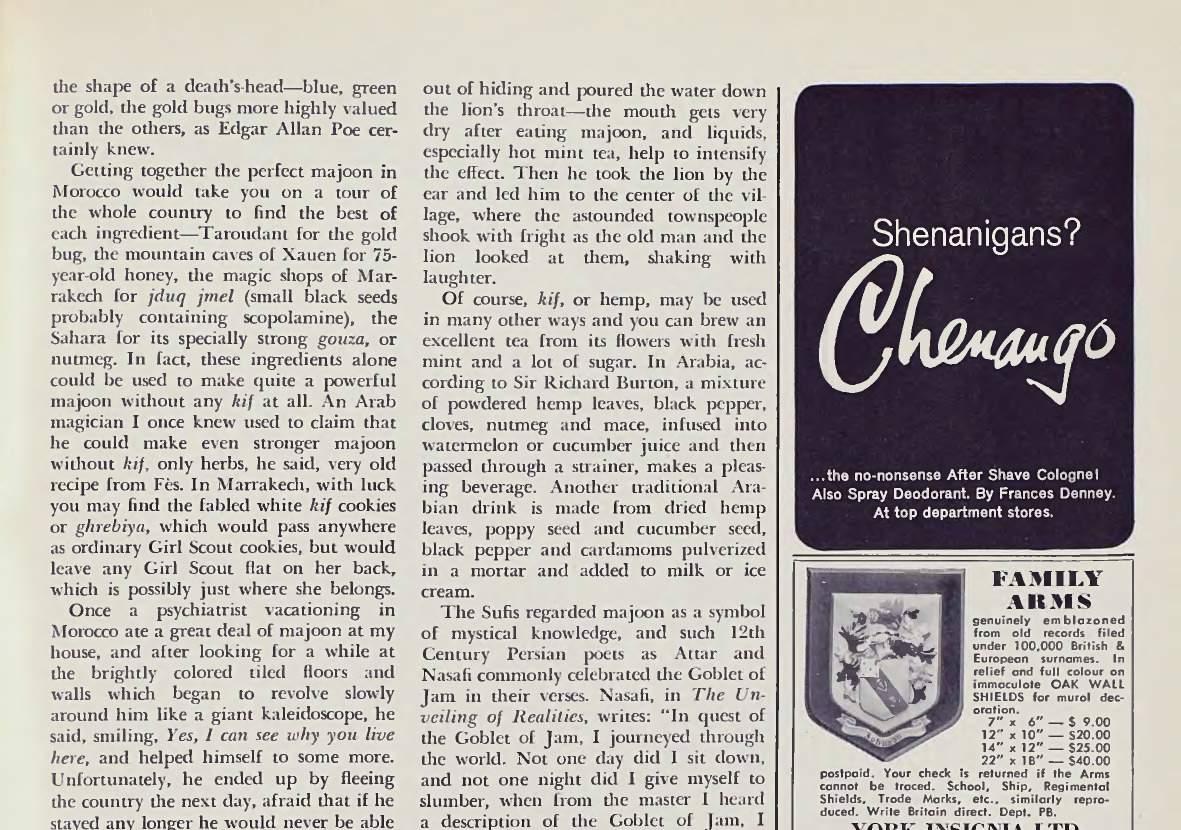 the shape of a death's-head—blue, green
or gold, the gold bugs more highly valued
than the others, as Edgar Allan Poe cer-
tainly knew.
Getting together the perfect majoon in
Morocco would take you on a tour of
the whole country to find the best of
each ingredient—Taroudant for the gold
bug, the mountain caves of Xauen for 75-
year-old honey, the magic shops of Mar-
rakech for jduq jmel (small black seeds
probably containing scopolamine), the
Sahara for its specially strong gouza, or
nutmeg. In fact, these ingredients alone
could be used to make quite a powerful
majoon without any kif at all. An Arab
magician I once knew used to claim that
he could make even stronger majoon
without kif, only herbs, he said, very old
recipe from Fès. In Marrakech, with luck
you may find the fabled white kif cookies
or ghrebiya, which would pass anywhere
as ordinary Girl Scout cookies, but would
leave any Girl Scout flat on her back,
which is possibly just where she belongs.
Once a psychiatrist vacationing in
Morocco ate a great deal of majoon at my
house, and after looking for a while at
the brightly colored tiled floors and
walls which began to revolve slowly
around him like a giant kaleidoscope, he
said, smiling, Yes, I can see why you live
here, and helped himself to some more.
Unfortunately, he ended up by fleeing
the country the next day, afraid that if he
stayed any longer he would never be able
out of hiding and poured the water down
the lion's throat—the mouth gets very
dry after eating majoon, and liquids,
especially hot mint tea, help to intensify
the effect. Then he took the lion by the
ear and led him to the center of the vil-
lage, where the astounded townspeople
shook with fright as the old man and the
lion looked at them, shaking with
laughter.
Of course, kif, or hemp, may be used
in many other ways and you can brew an
excellent tea from its flowers with fresh
mint and a lot of sugar. In Arabia, ac-
cording to Sir Richard Burton, a mixture
of powdered hemp leaves, black pepper,
cloves, nutmeg and mace, infused into
watermelon or cucumber juice and then
passed through a strainer, makes a pleas-
ing beverage. Another traditional Ara-
bian drink is made from dried hemp
leaves, poppy seed and cucumber seed,
black pepper and cardamoms pulverized
in a mortar and added to milk or ice
cream.
The Sufis regarded majoon as a symbol
of mystical knowledge, and such 12th
Century Persian poets as Attar and
Nasafi commonly celebrated the Goblet of
Jam in their verses. Nasafi, in The Un-
veiling of Realities, writes: “In quest of
the Goblet of Jam, I journeyed through
the world. Not one day did I sit down,
and not one night did I give myself to
slumber, when from the master I heard
a description of the Goblet of Jam, I
Shenanigans?
Chenango
...the no-nonsense After Shave Cologne!
Also Spray Deodorant. By Frances Denney.
At top department stores.
FAMILY
ARMS
genuinely emblazoned
from old records filed
under 100,000 British &
European surnames. In
relief and full colour on
immaculate OAK WALL
SHIELDS for mural dec-
oration.
7" x 6" — $ 9.00
12" x 10" — $20.00
14" x 12" — $25.00
22" x 18" — $40.00
postpaid. Your check is returned if the Arms
cannot be traced. School, Ship, Regimental
Shields, Trade Marks, etc., similarly repro-
duced. Write Britain direct. Dept. PB.
YORK INSIGNIA LTD